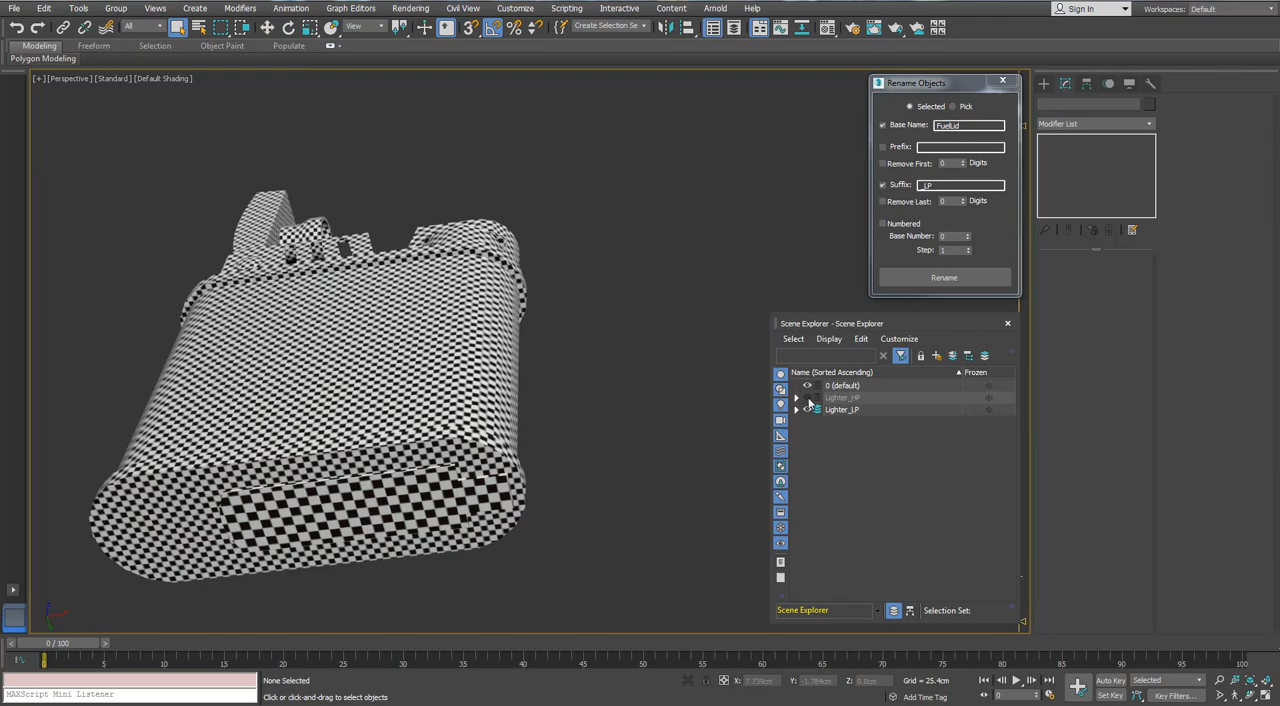 File Edit Tools Group Views Create Modifiers Animation Graph Editors Rendering Civil View Customize Scripting Interactive Content Arnold Help Sign In Workspaces: Default
All View Create Selection Se
Modeling Freeform Selection Object Paint Populate
Polygon Modeling
[+] [Perspective] [Standard] [Default Shading]
Rename Objects
Selected Pick
Base Name: FuelLid
Prefix:
Remove First: 0 Digits
Suffix: _LP
Remove Last: 0 Digits
Numbered
Base Number: 0
Step: 1
Rename
Modifier List
Scene Explorer - Scene Explorer
Select Display Edit Customize
Name (Sorted Ascending) Frozen
0 (default)
Lighter_HP
Lighter_LP
Scene Explorer Selection Set:
0 / 100
0 5 10 15 20 25 30 35 40 45 50 55 60 65 70 75 80 85 90 95 100
None Selected X: 7.739cm Y: -1.784cm Z: 0.0cm Grid = 25.4cm Auto Key Selected
MAXScript Mini Listener Click or click-and-drag to select objects Add Time Tag 0 Set Key Key Filters...